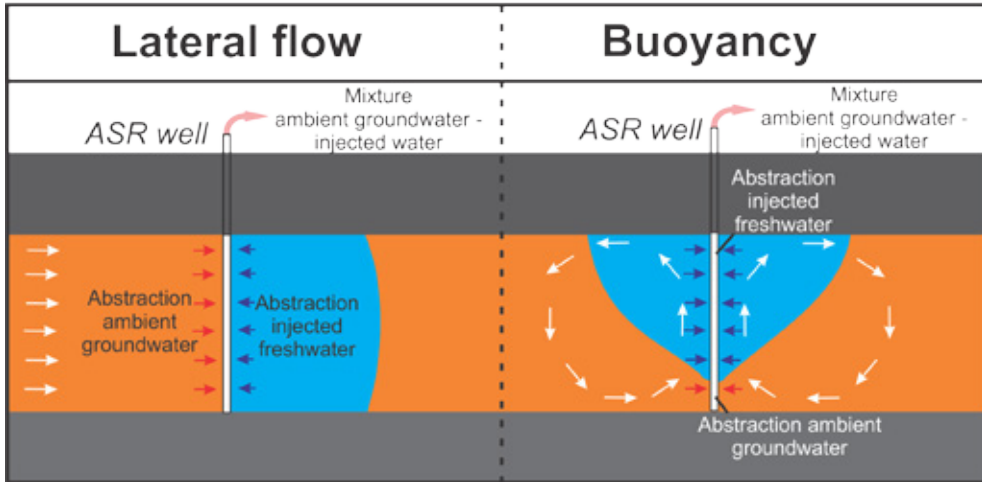 Lateral flow
Buoyancy
ASR well
Mixture
ambient groundwater -
injected water
Abstraction
ambient
groundwater
Abstraction
injected
freshwater
ASR well
Mixture
ambient groundwater -
injected water
Abstraction
injected
freshwater
Abstraction ambient
groundwater